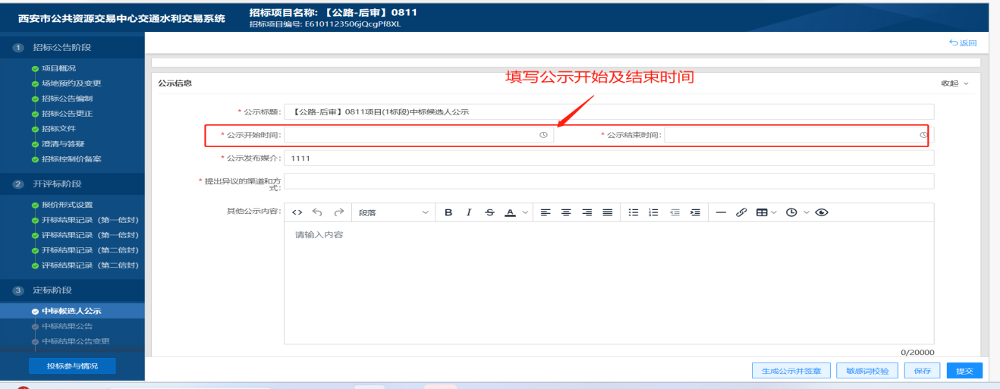 西安市公共资源交易中心交通水利交易系统
招标项目名称: 【公路-后审】0811
招标项目编号: E6101123506jQcgPf8XL
返回
1 招标公告阶段
项目概况
场地预约及变更
招标公告编制
招标公告更正
招标文件
澄清与答疑
招标控制价备案
2 开评标阶段
报价形式设置
开标结果记录（第一信封）
评标结果记录（第一信封）
开标结果记录（第二信封）
评标结果记录（第二信封）
3 定标阶段
中标候选人公示
中标结果公告
中标结果公告变更
投标参与情况
填写公示开始及结束时间
公示信息
收起
* 公示标题: 【公路-后审】0811项目(1标段)中标候选人公示
* 公示开始时间: * 公示结束时间:
* 公示发布媒介: 1111
* 提出异议的渠道和方
式:
其他公示内容: <> 段落 B I S A
请输入内容
0/20000
生成公示并签章 敏感词校验 保存 提交